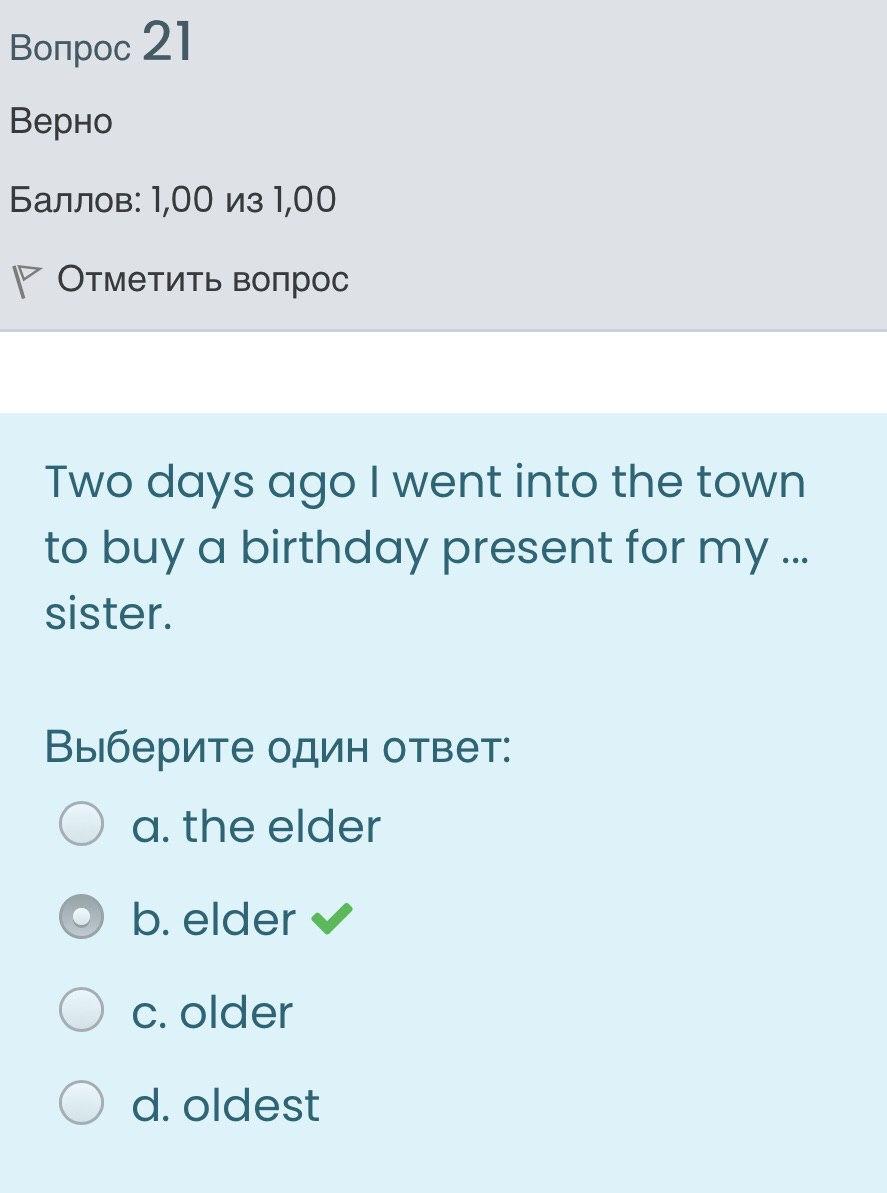 Вопрос 21
Верно
Баллов: 1,00 из 1,00
Отметить вопрос
Two days ago I went into the town
to buy a birthday present for my ...
sister.
Выберите один ответ:
a. the elder
b. elder
c. older
d. oldest